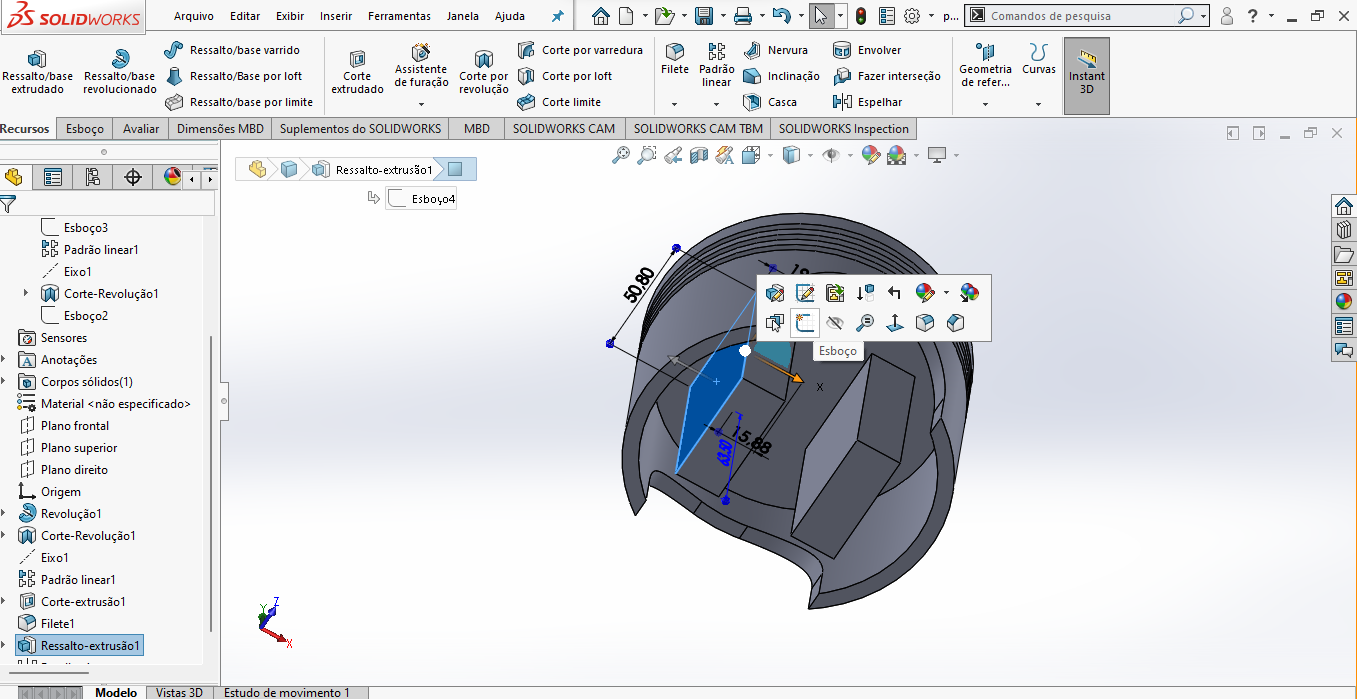 SOLIDWORKS
Arquivo Editar Exibir Inserir Ferramentas Janela Ajuda
p...
Comandos de pesquisa
?
Ressalto/base
extrudado
Ressalto/base
revolucionado
Ressalto/base varrido
Ressalto/base por loft
Ressalto/base por limite
Corte
extrudado
Assistente
de furação
Corte por
revolução
Corte por varredura
Corte por loft
Corte limite
Filete
Padrão
linear
Nervura
Inclinação
Casca
Envolver
Fazer interseção
Espelhar
Geometria
de refer...
Curvas
Instant
3D
Recursos Esboço Avaliar Dimensões MBD Suplementos do SOLIDWORKS MBD SOLIDWORKS CAM SOLIDWORKS CAM TBM SOLIDWORKS Inspection
Ressalto-extrusão1
Esboço4
Esboço3
Padrão linear1
Eixo1
Corte-Revolução1
Esboço2
Sensores
Anotações
Corpos sólidos(1)
Material <não especificado>
Plano frontal
Plano superior
Plano direito
Origem
Revolução1
Corte-Revolução1
Eixo1
Padrão linear1
Corte-extrusão1
Filete1
Ressalto-extrusão1
50,80
Esboço
X
15,88
63,50
Y
Z
X
Modelo Vistas 3D Estudo de movimento 1